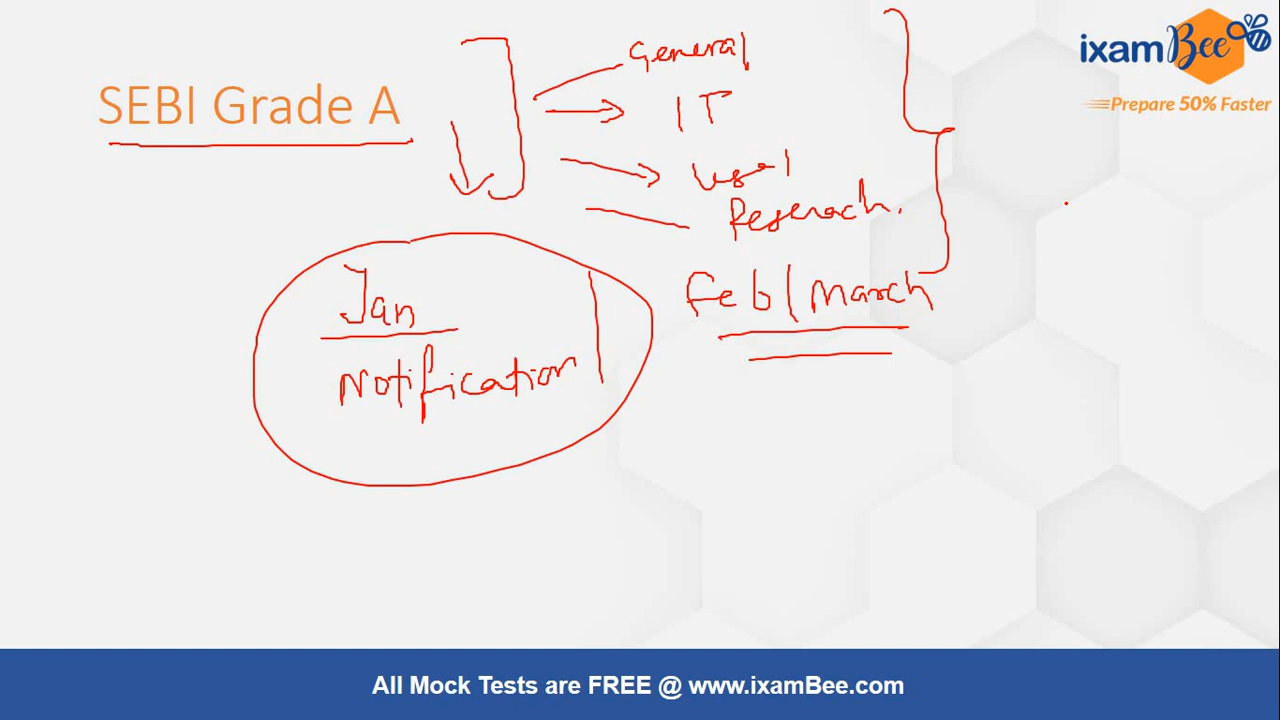 ixamBee
Prepare 50% Faster
SEBI Grade A
General
IT
Research.
Jan
Notification
Feb/March
All Mock Tests are FREE @ www.ixamBee.com